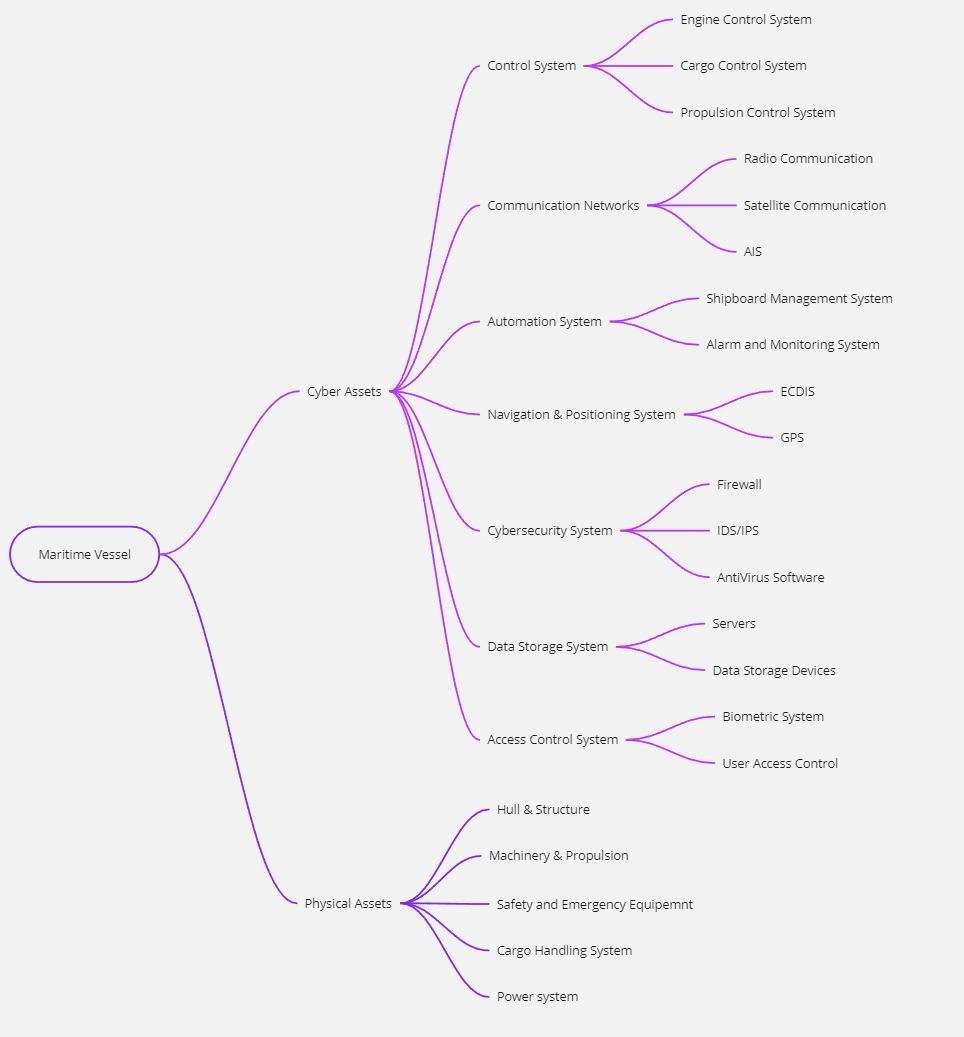 Maritime Vessel
Cyber Assets
Control System
Engine Control System
Cargo Control System
Propulsion Control System
Communication Networks
Radio Communication
Satellite Communication
AIS
Automation System
Shipboard Management System
Alarm and Monitoring System
Navigation & Positioning System
ECDIS
GPS
Cybersecurity System
Firewall
IDS/IPS
AntiVirus Software
Data Storage System
Servers
Data Storage Devices
Access Control System
Biometric System
User Access Control
Physical Assets
Hull & Structure
Machinery & Propulsion
Safety and Emergency Equipemnt
Cargo Handling System
Power system